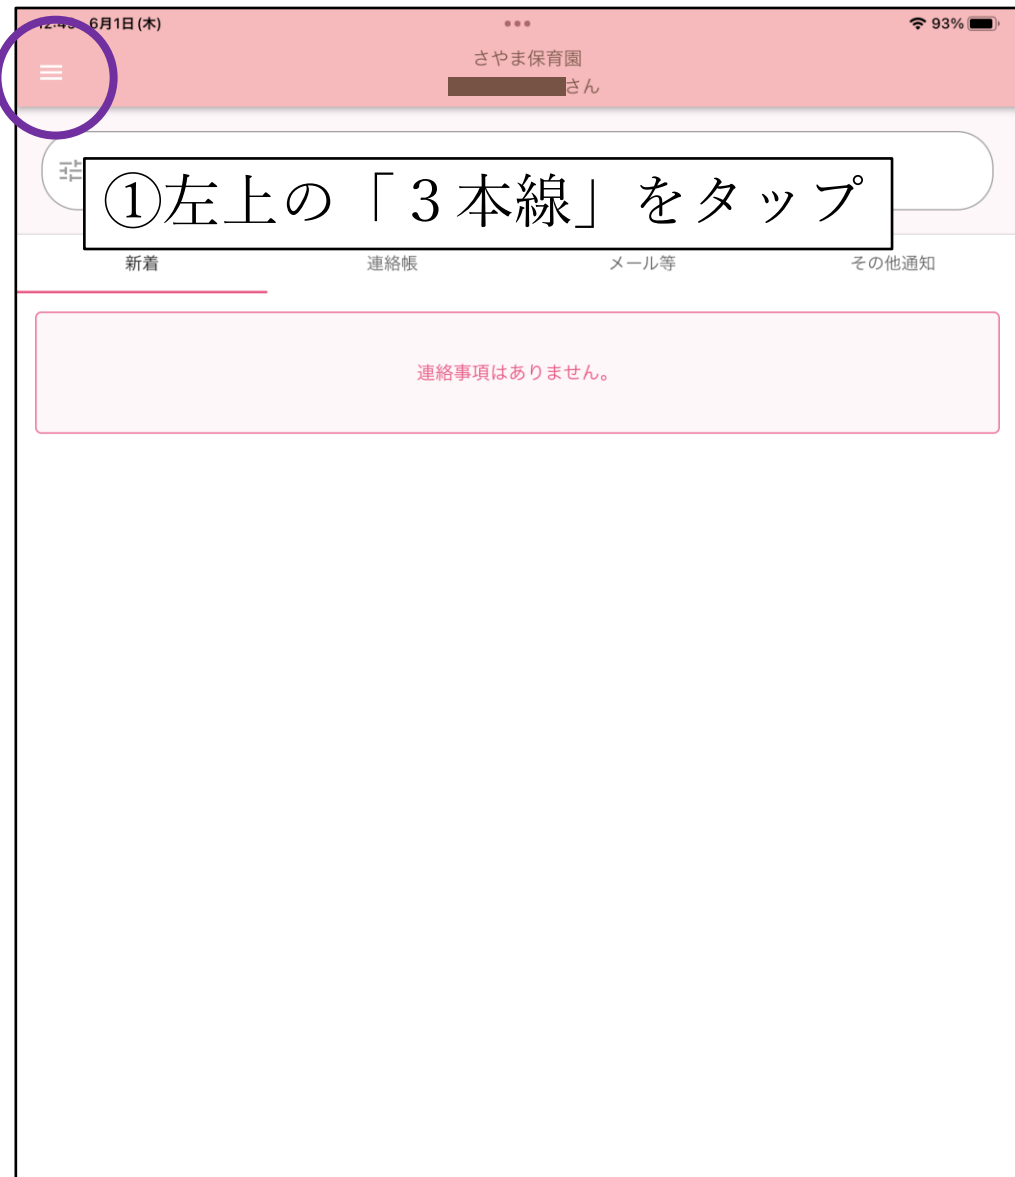 6月1日(木)
93%
さやま保育園
さん
①左上の「３本線」をタップ
新着
連絡帳
メール等
その他通知
連絡事項はありません。